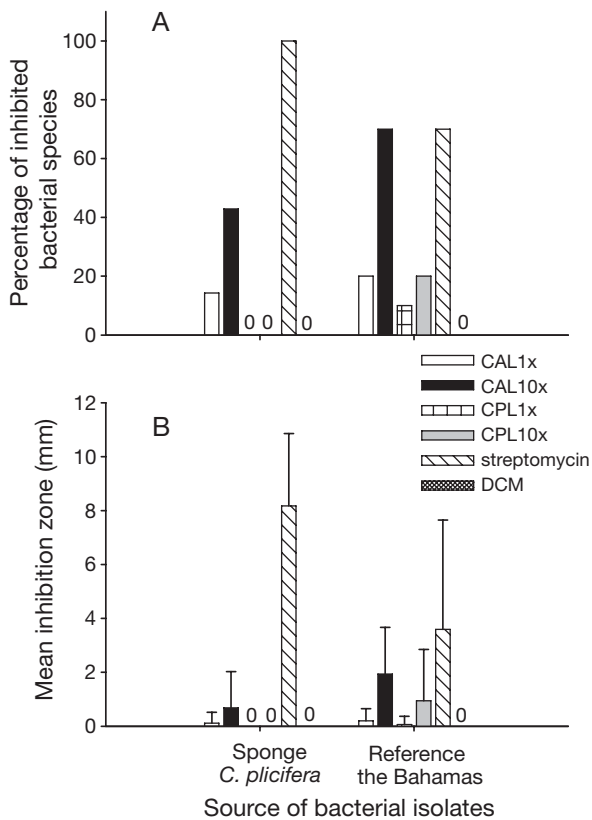 A
Percentage of inhibited
bacterial species
100
80
60
40
20
0
0 0 0
0
CAL1x
CAL10x
CPL1x
CPL10x
streptomycin
DCM
B
Mean inhibition zone (mm)
12
10
8
6
4
2
0
0 0 0
0
Sponge
C. plicifera
Reference
the Bahamas
Source of bacterial isolates